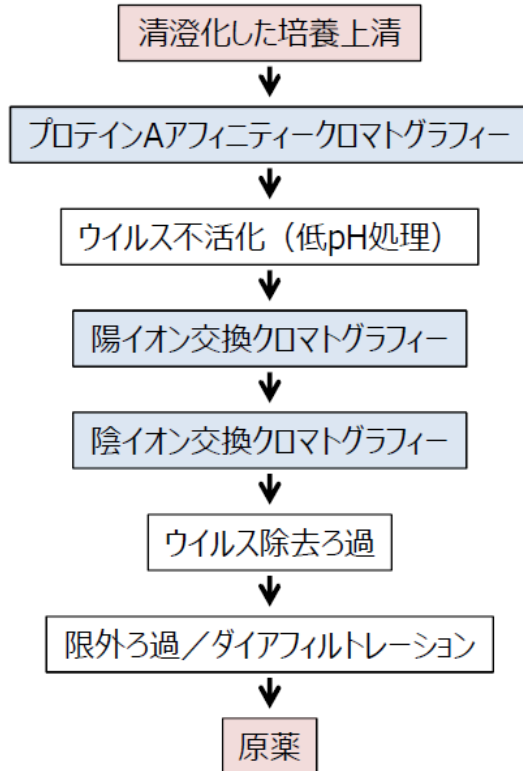 清澄化した培養上清
プロテインAアフィニティークロマトグラフィー
ウイルス不活化（低pH処理）
陽イオン交換クロマトグラフィー
陰イオン交換クロマトグラフィー
ウイルス除去ろ過
限外ろ過／ダイアフィルトレーション
原薬